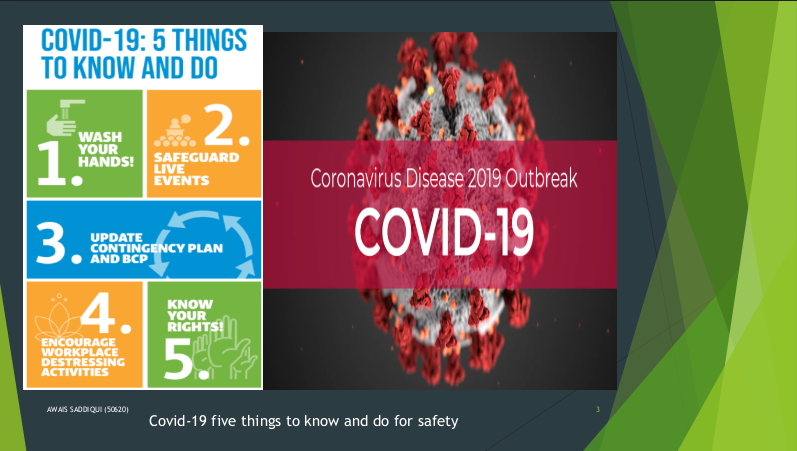 COVID-19: 5 THINGS
TO KNOW AND DO
1.
WASH
YOUR
HANDS!
2.
SAFEGUARD
LIVE
EVENTS
3.
UPDATE
CONTINGENCY PLAN
AND BCP
4.
ENCOURAGE
WORKPLACE
DESTRESSING
ACTIVITIES
KNOW
YOUR
RIGHTS!
5.
Coronavirus Disease 2019 Outbreak
COVID-19
AWAIS SADDIQUI (50620)
3
Covid-19 five things to know and do for safety